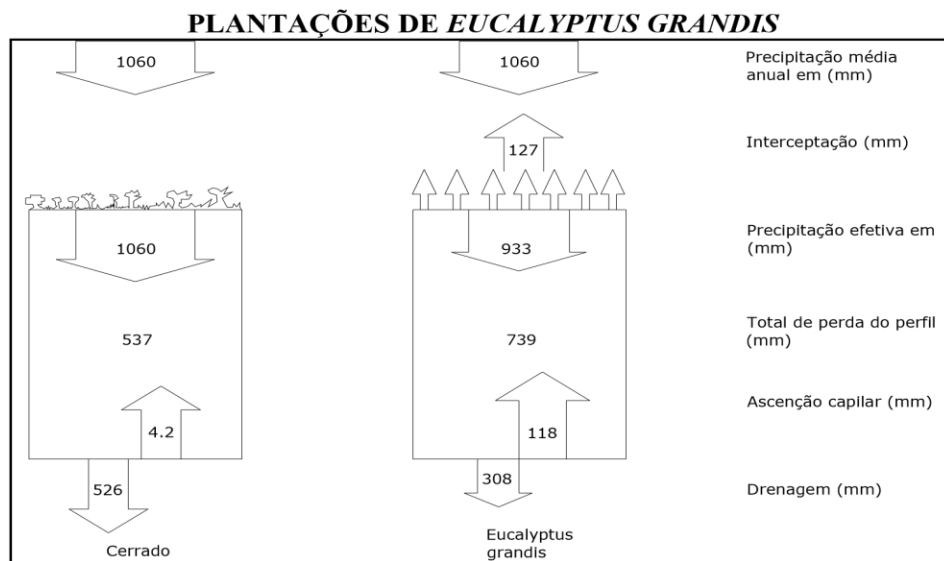 PLANTAÇÕES DE EUCALYPTUS GRANDIS
1060
1060
Precipitação média
anual em (mm)
127
Interceptação (mm)
1060
933
Precipitação efetiva em
(mm)
537
739
Total de perda do perfil
(mm)
4.2
118
Ascenção capilar (mm)
526
308
Drenagem (mm)
Cerrado
Eucalyptus
grandis